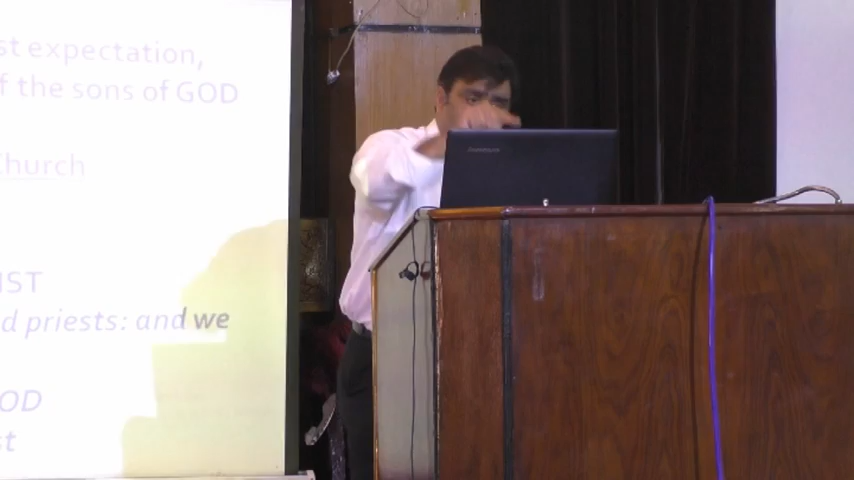 st expectation,
f the sons of GOD
Church
IST
d priests: and we
OD
st